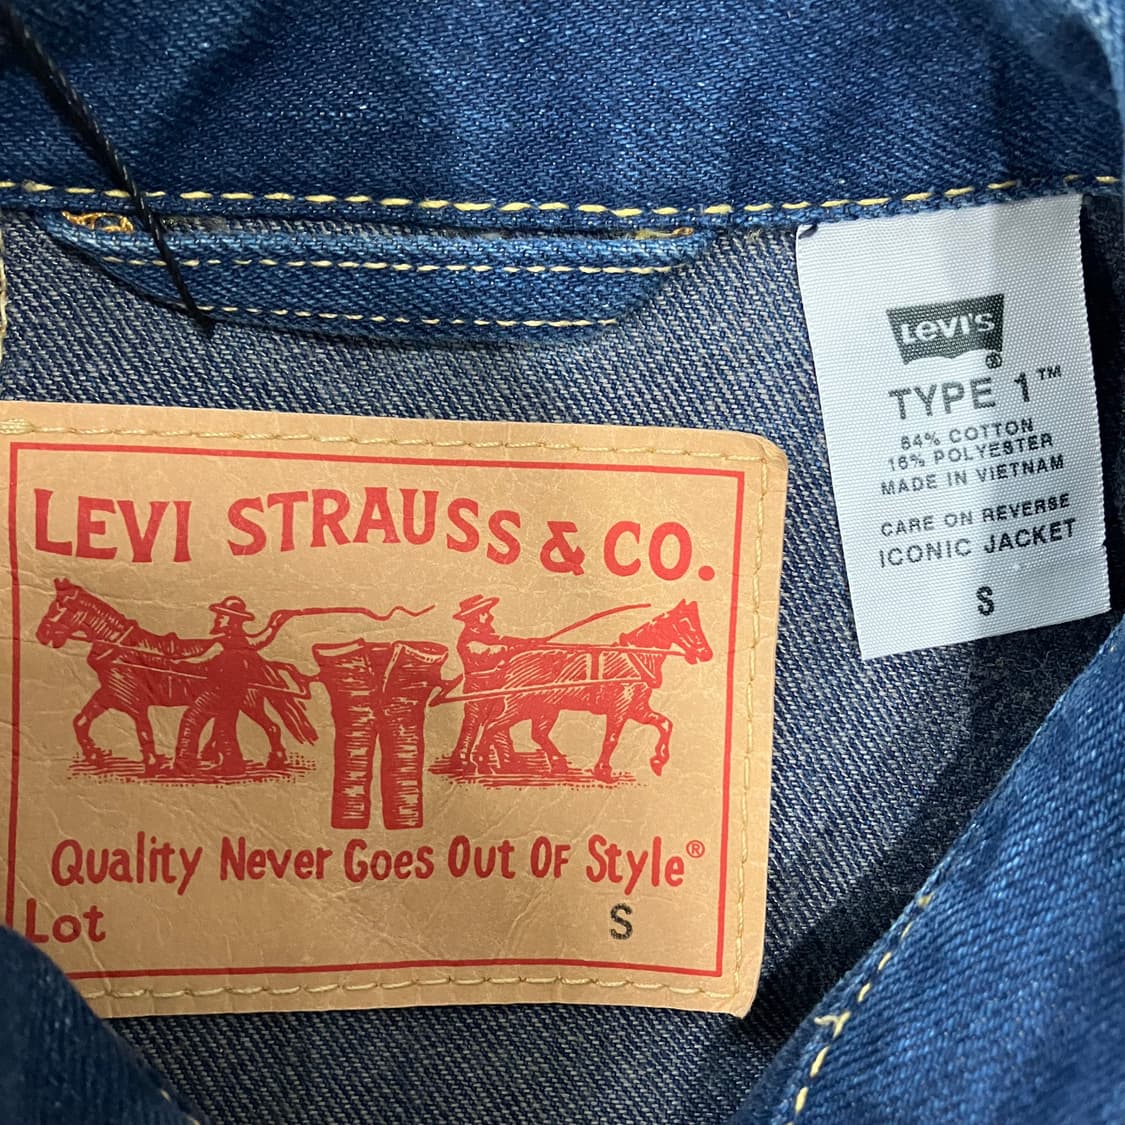 LEVI STRAUSS & CO.
Quality Never Goes Out Of Style®
Lot
S
Levi's®
TYPE 1™
84% COTTON
16% POLYESTER
MADE IN VIETNAM
CARE ON REVERSE
ICONIC JACKET
S